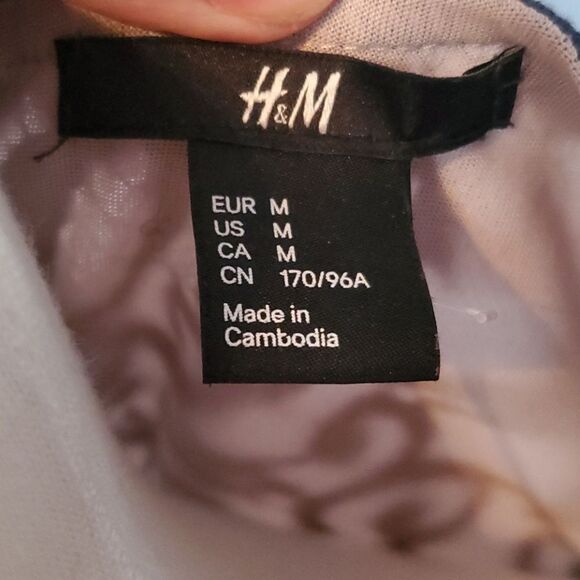 H&M
EUR M
US M
CA M
CN 170/96A
Made in
Cambodia